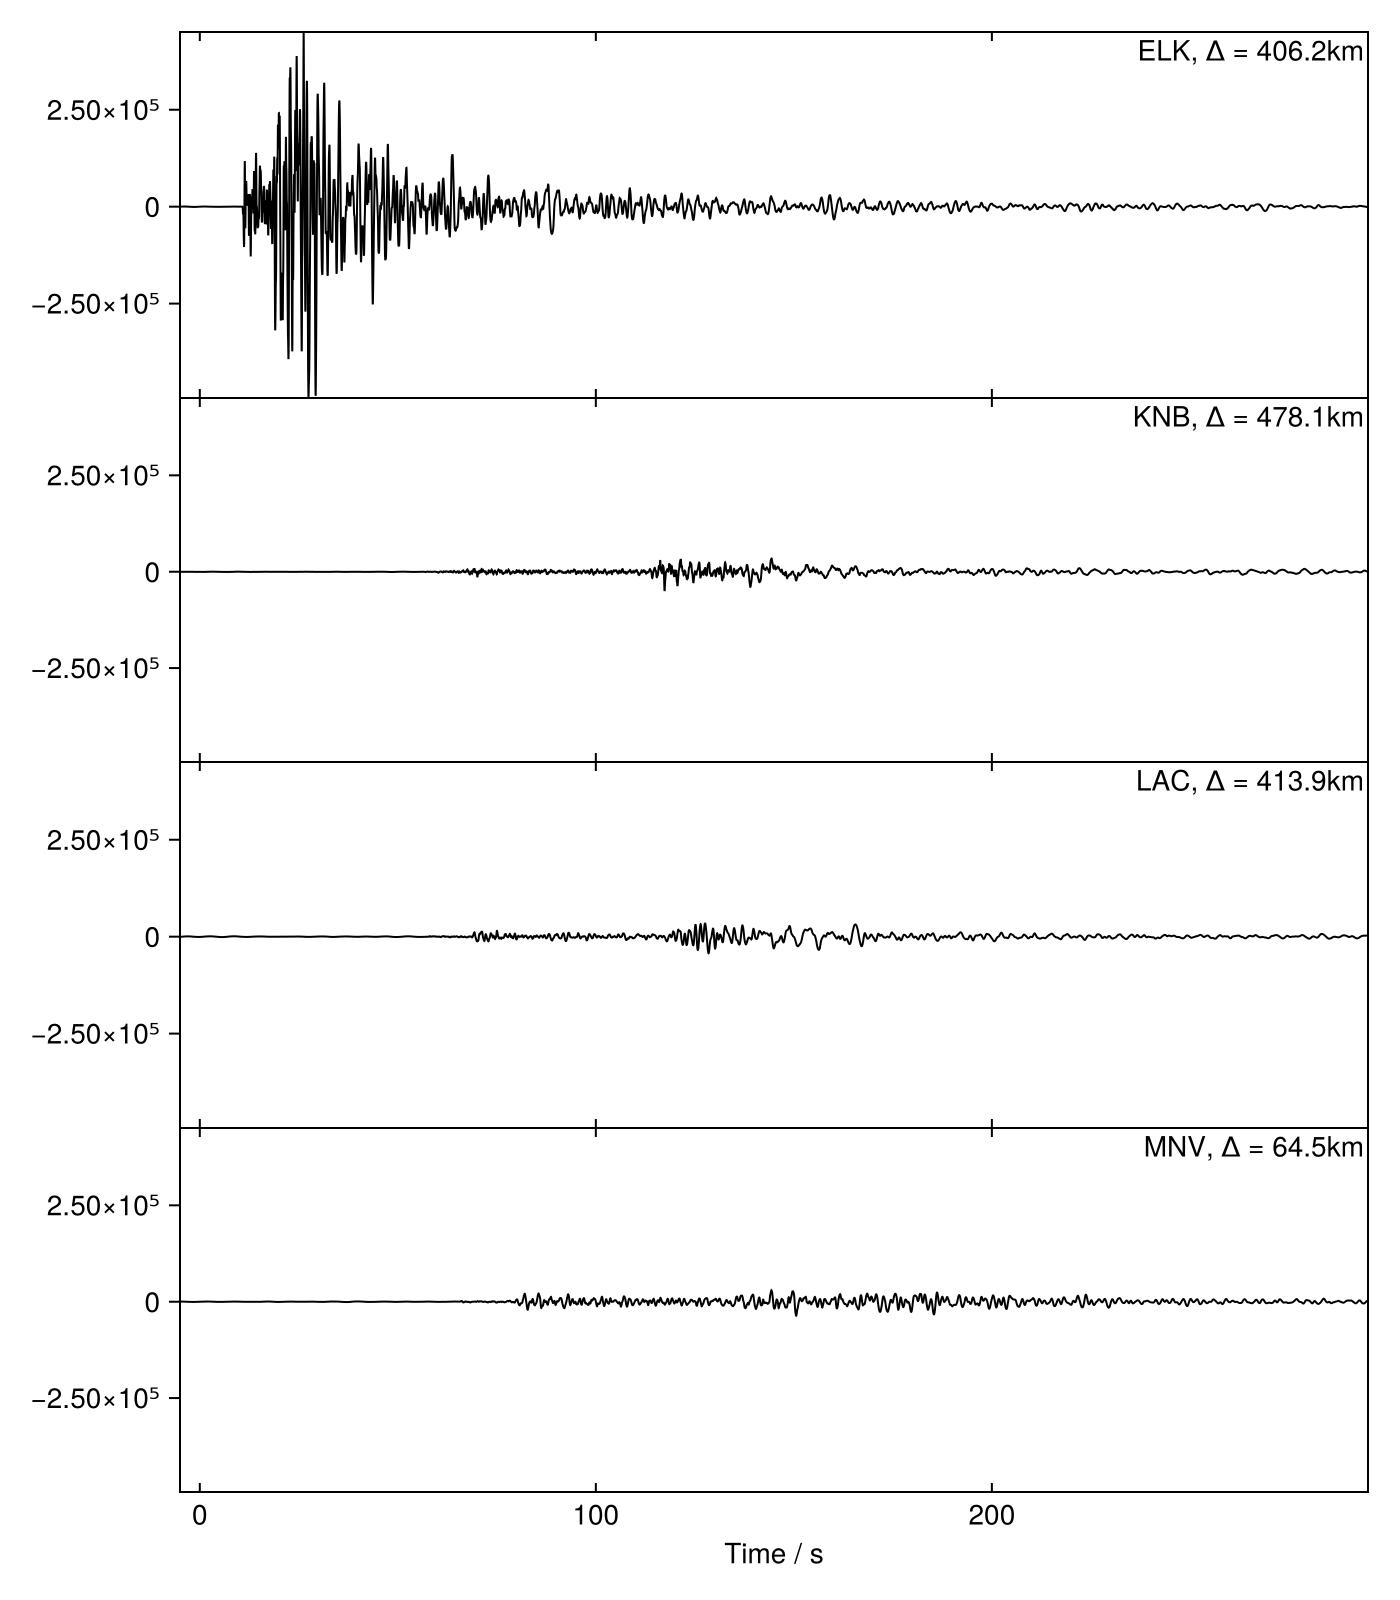 ELK, Δ = 406.2km
2.50×10⁵
0
−2.50×10⁵
KNB, Δ = 478.1km
2.50×10⁵
0
−2.50×10⁵
LAC, Δ = 413.9km
2.50×10⁵
0
−2.50×10⁵
MNV, Δ = 64.5km
2.50×10⁵
0
−2.50×10⁵
0 100 200
Time / s